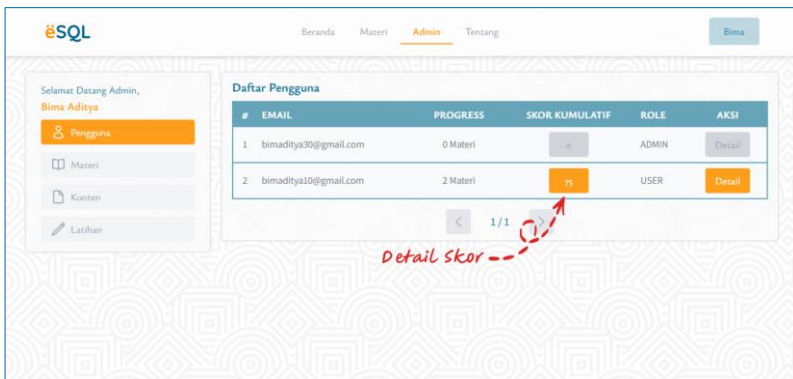 ëSQL
Beranda Materi Admin Tentang
Bima
Selamat Datang Admin,
Bima Aditya
Pengguna
Materi
Konten
Latihan
Daftar Pengguna
# EMAIL PROGRESS SKOR KUMULATIF ROLE AKSI
1 bimaditya30@gmail.com 0 Materi 0 ADMIN Detail
2 bimaditya10@gmail.com 2 Materi 75 USER Detail
< 1/1 >
Detail Skor